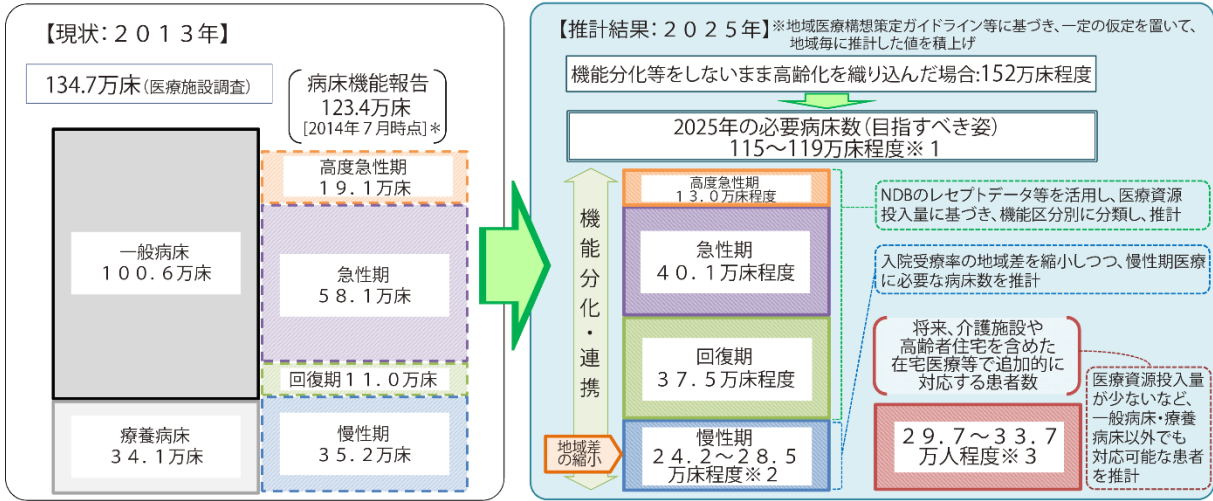 【現状：２０１３年】
134.7万床(医療施設調査)
病床機能報告
123.4万床
[2014年７月時点]＊
一般病床
１００.６万床
療養病床
３４.１万床
高度急性期
１９.１万床
急性期
５８.１万床
回復期１１.０万床
慢性期
３５.２万床
【推計結果：２０２５年】※地域医療構想策定ガイドライン等に基づき、一定の仮定を置いて、
地域毎に推計した値を積上げ
機能分化等をしないまま高齢化を織り込んだ場合:152万床程度
2025年の必要病床数(目指すべき姿)
115～119万床程度※１
機能分化・連携
地域差
の縮小
高度急性期
１３.０万床程度
急性期
４０.１万床程度
回復期
３７.５万床程度
慢性期
２４.２～２８.５
万床程度※２
NDBのレセプトデータ等を活用し、医療資源
投入量に基づき、機能区分別に分類し、推計
入院受療率の地域差を縮小しつつ、慢性期医療
に必要な病床数を推計
将来、介護施設や
高齢者住宅を含めた
在宅医療等で追加的に
対応する患者数
２９.７～３３.７
万人程度※３
医療資源投入量
が少ないなど、
一般病床・療養
病床以外でも
対応可能な患者
を推計